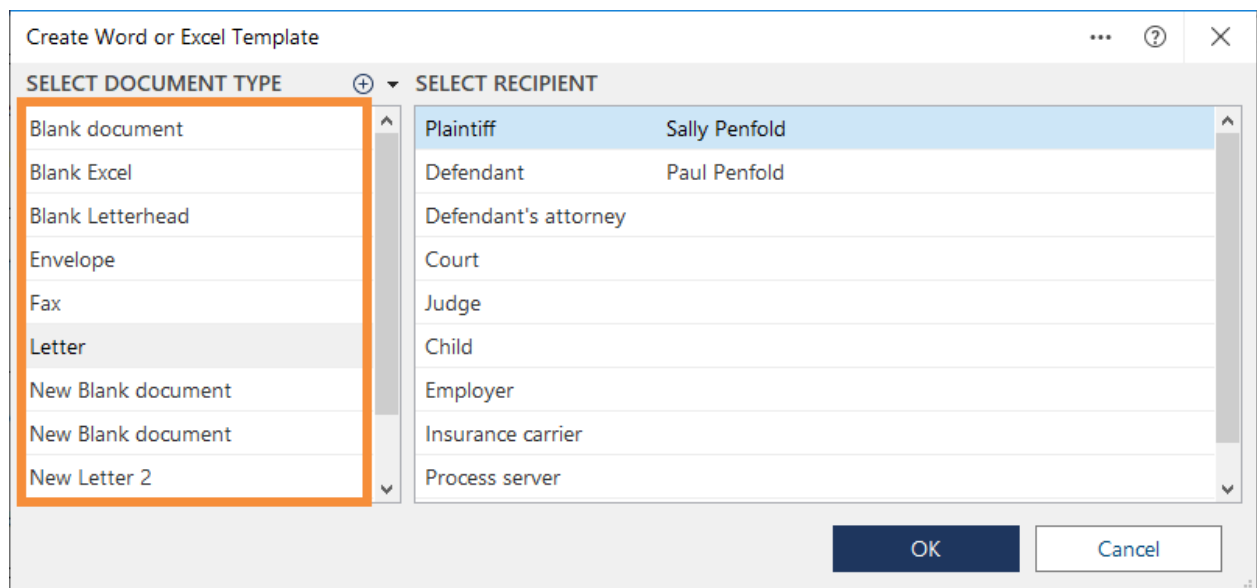 Create Word or Excel Template
SELECT DOCUMENT TYPE
SELECT RECIPIENT
Blank document
Blank Excel
Blank Letterhead
Envelope
Fax
Letter
New Blank document
New Blank document
New Letter 2
Plaintiff Sally Penfold
Defendant Paul Penfold
Defendant's attorney
Court
Judge
Child
Employer
Insurance carrier
Process server
OK
Cancel